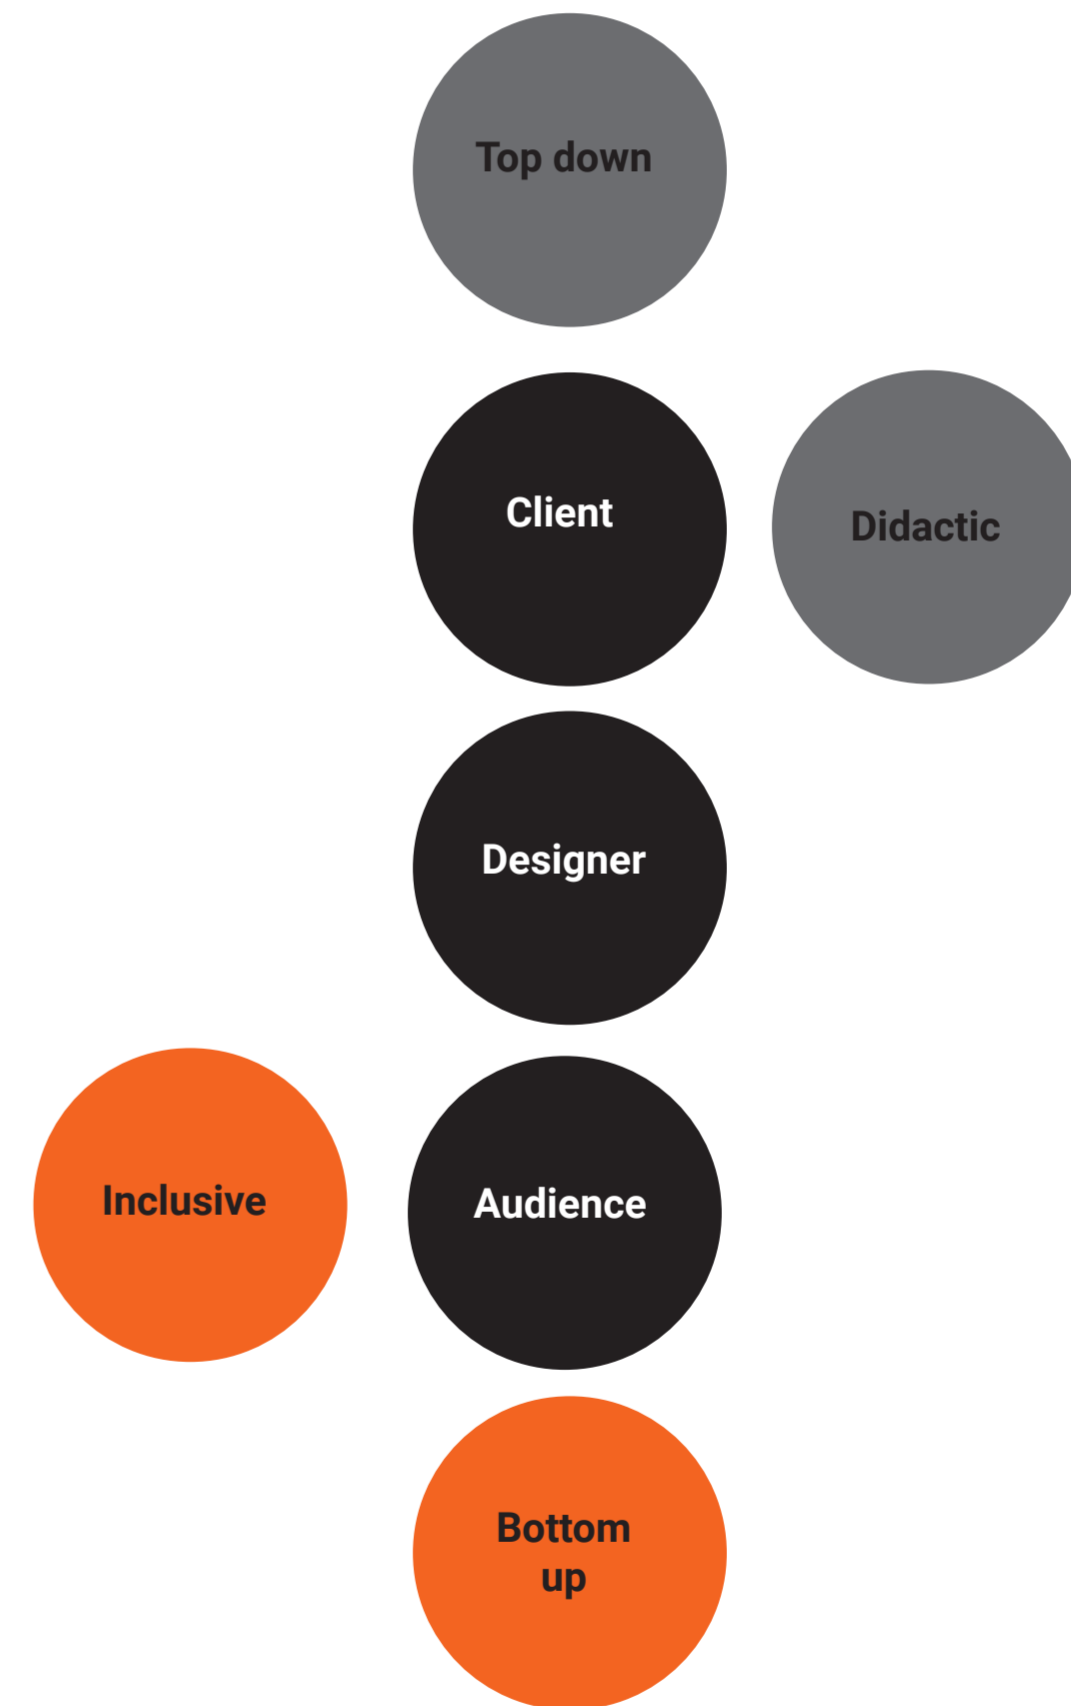 Top down
Client
Didactic
Designer
Inclusive
Audience
Bottom
up